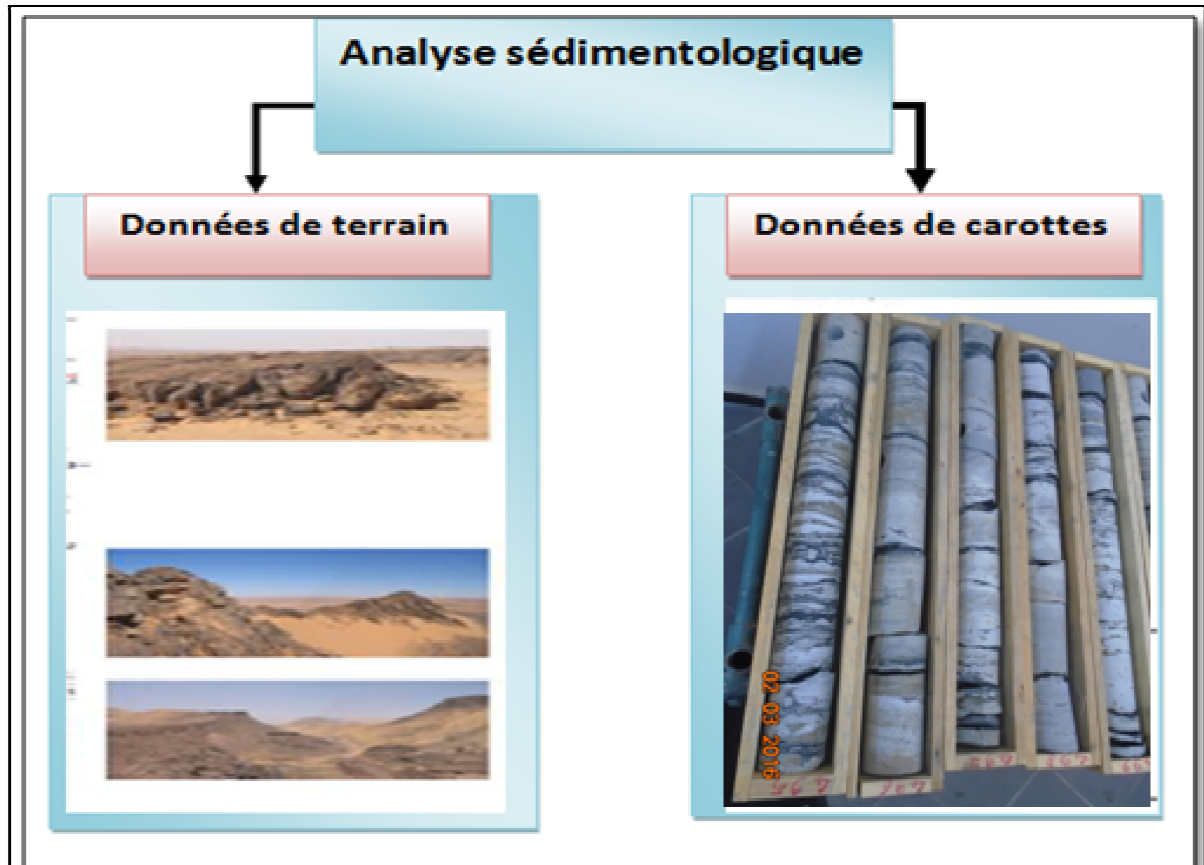 Analyse sédimentologique
Données de terrain
Données de carottes
02 03 2016